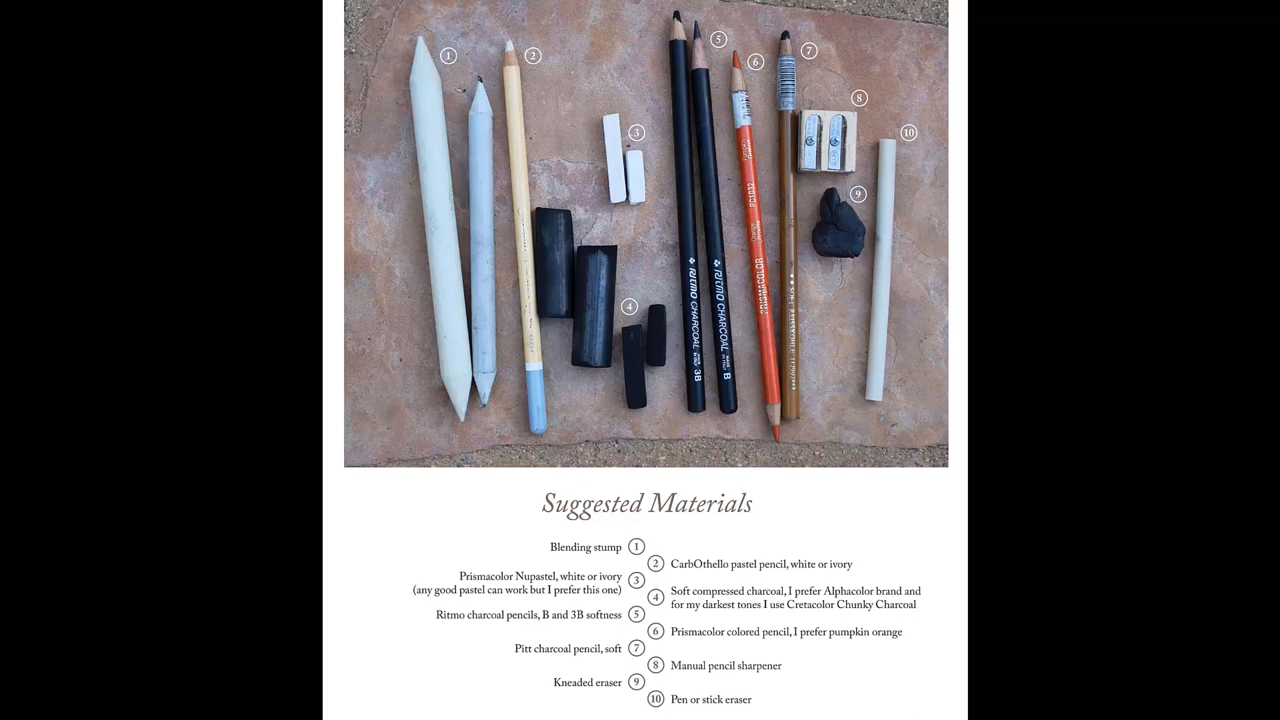 1
2
3
4
5
6
7
8
9
10
RITMO CHARCOAL 3B
RITMO CHARCOAL B
PRISMACOLOR
PC1032
Suggested Materials
Blending stump 1
2 CarbOthello pastel pencil, white or ivory
Prismacolor Nupastel, white or ivory
(any good pastel can work but I prefer this one) 3
4 Soft compressed charcoal, I prefer Alphacolor brand and
for my darkest tones I use Cretacolor Chunky Charcoal
Ritmo charcoal pencils, B and 3B softness 5
6 Prismacolor colored pencil, I prefer pumpkin orange
Pitt charcoal pencil, soft 7
8 Manual pencil sharpener
Kneaded eraser 9
10 Pen or stick eraser